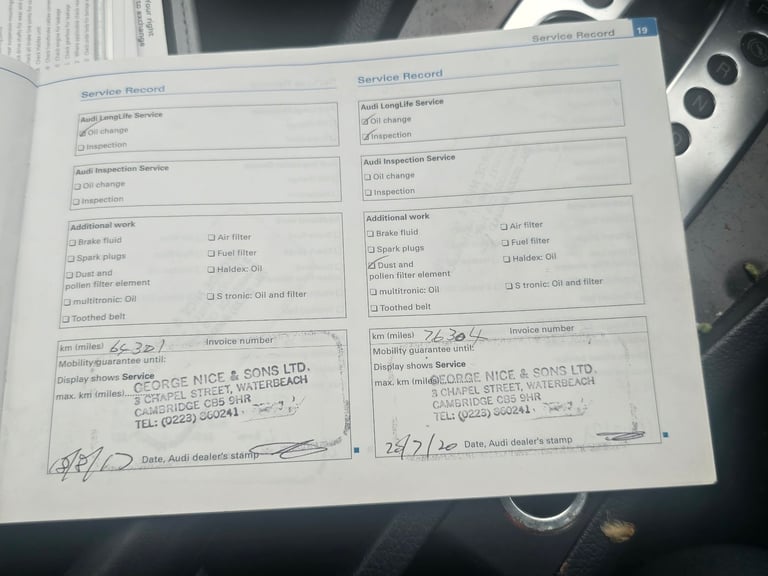 Your right
to exchange
Service Record 19
Service Record
Audi LongLife Service
Oil change
Inspection
Audi Inspection Service
Oil change
Inspection
Additional work
Brake fluid
Air filter
Spark plugs
Fuel filter
Dust and
pollen filter element
Haldex: Oil
multitronic: Oil
S tronic: Oil and filter
Toothed belt
km (miles) 64301 Invoice number
Mobility guarantee until:
Display shows Service
max. km (miles)
GEORGE NICE & SONS LTD.
3 CHAPEL STREET, WATERBEACH
CAMBRIDGE CB5 9HR
TEL: (0223) 860241
Date, Audi dealer's stamp
Service Record
Audi LongLife Service
Oil change
Inspection
Audi Inspection Service
Oil change
Inspection
Additional work
Brake fluid
Air filter
Spark plugs
Fuel filter
Dust and
pollen filter element
Haldex: Oil
multitronic: Oil
S tronic: Oil and filter
Toothed belt
km (miles) 76304 Invoice number
Mobility guarantee until:
Display shows Service
max. km (miles)
GEORGE NICE & SONS LTD.
3 CHAPEL STREET, WATERBEACH
CAMBRIDGE CB5 9HR
TEL: (0223) 860241
Date, Audi dealer's stamp
R
N